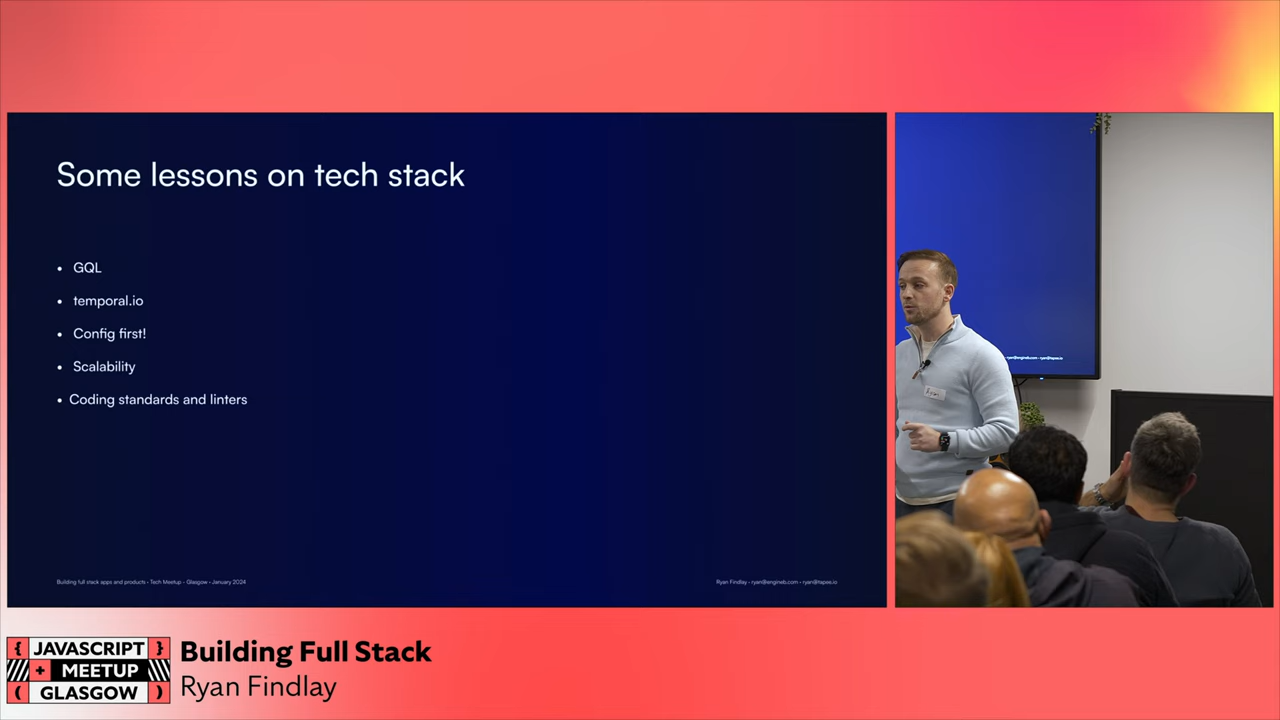 Some lessons on tech stack
• GQL
• temporal.io
• Config first!
• Scalability
• Coding standards and linters
Building full stack apps and products - Tech Meetup - Glasgow - January 2024
Ryan Findlay - ryan@engineb.com - ryan@tapee.io
{ JAVASCRIPT }
+ MEETUP
( GLASGOW )
Building Full Stack
Ryan Findlay